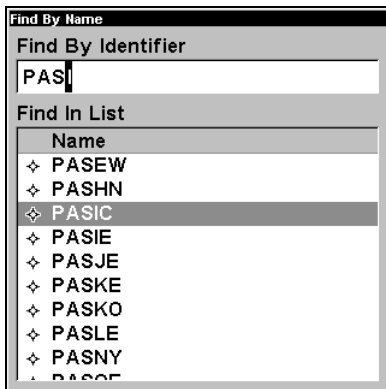 Find By Name
Find By Identifier
PASI
Find In List
Name
PASEW
PASHN
PASIC
PASIE
PASJE
PASKE
PASKO
PASLE
PASNY